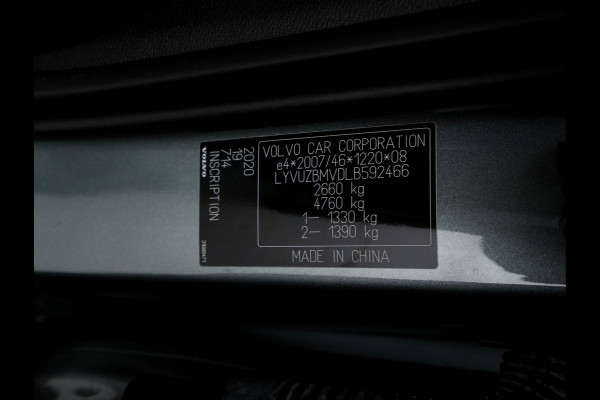 VOLVO CAR CORPORATION
e4*2007/46*1220*08
LYVUZBMVDLB592466
2660 kg
4760 kg
1— 1330 kg
2— 1390 kg
MADE IN CHINA
2020
19
714
INSCRIPTION
VOLVO